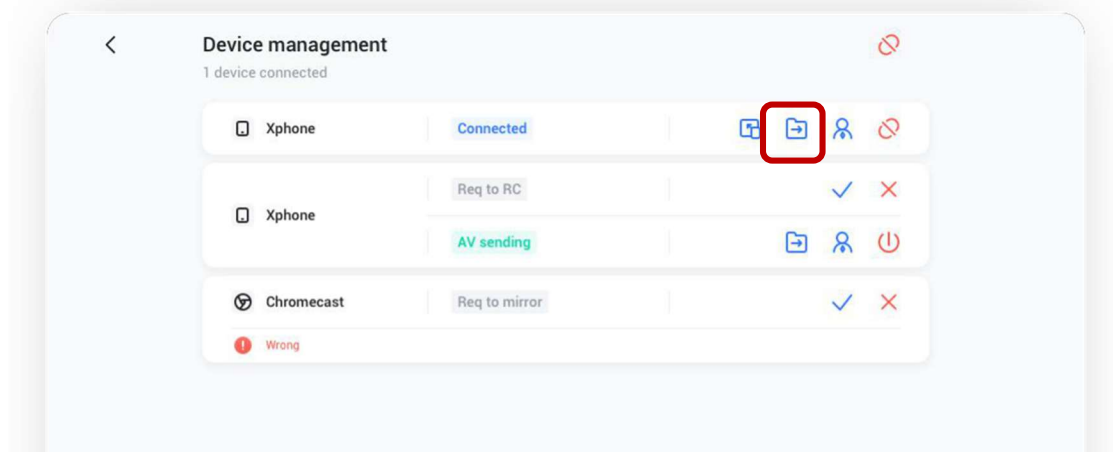 Device management
1 device connected
Xphone Connected
Req to RC
Xphone
AV sending
Chromecast Req to mirror
Wrong